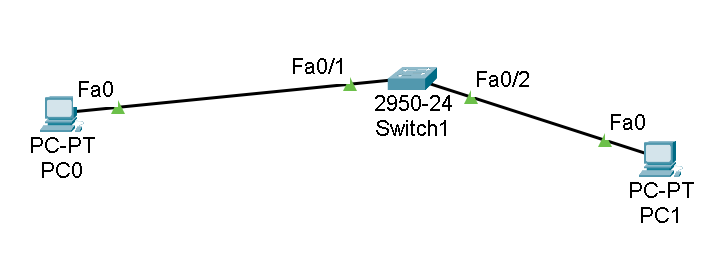 Fa0
PC-PT
PC0
Fa0/1
2950-24
Switch1
Fa0/2
Fa0
PC-PT
PC1